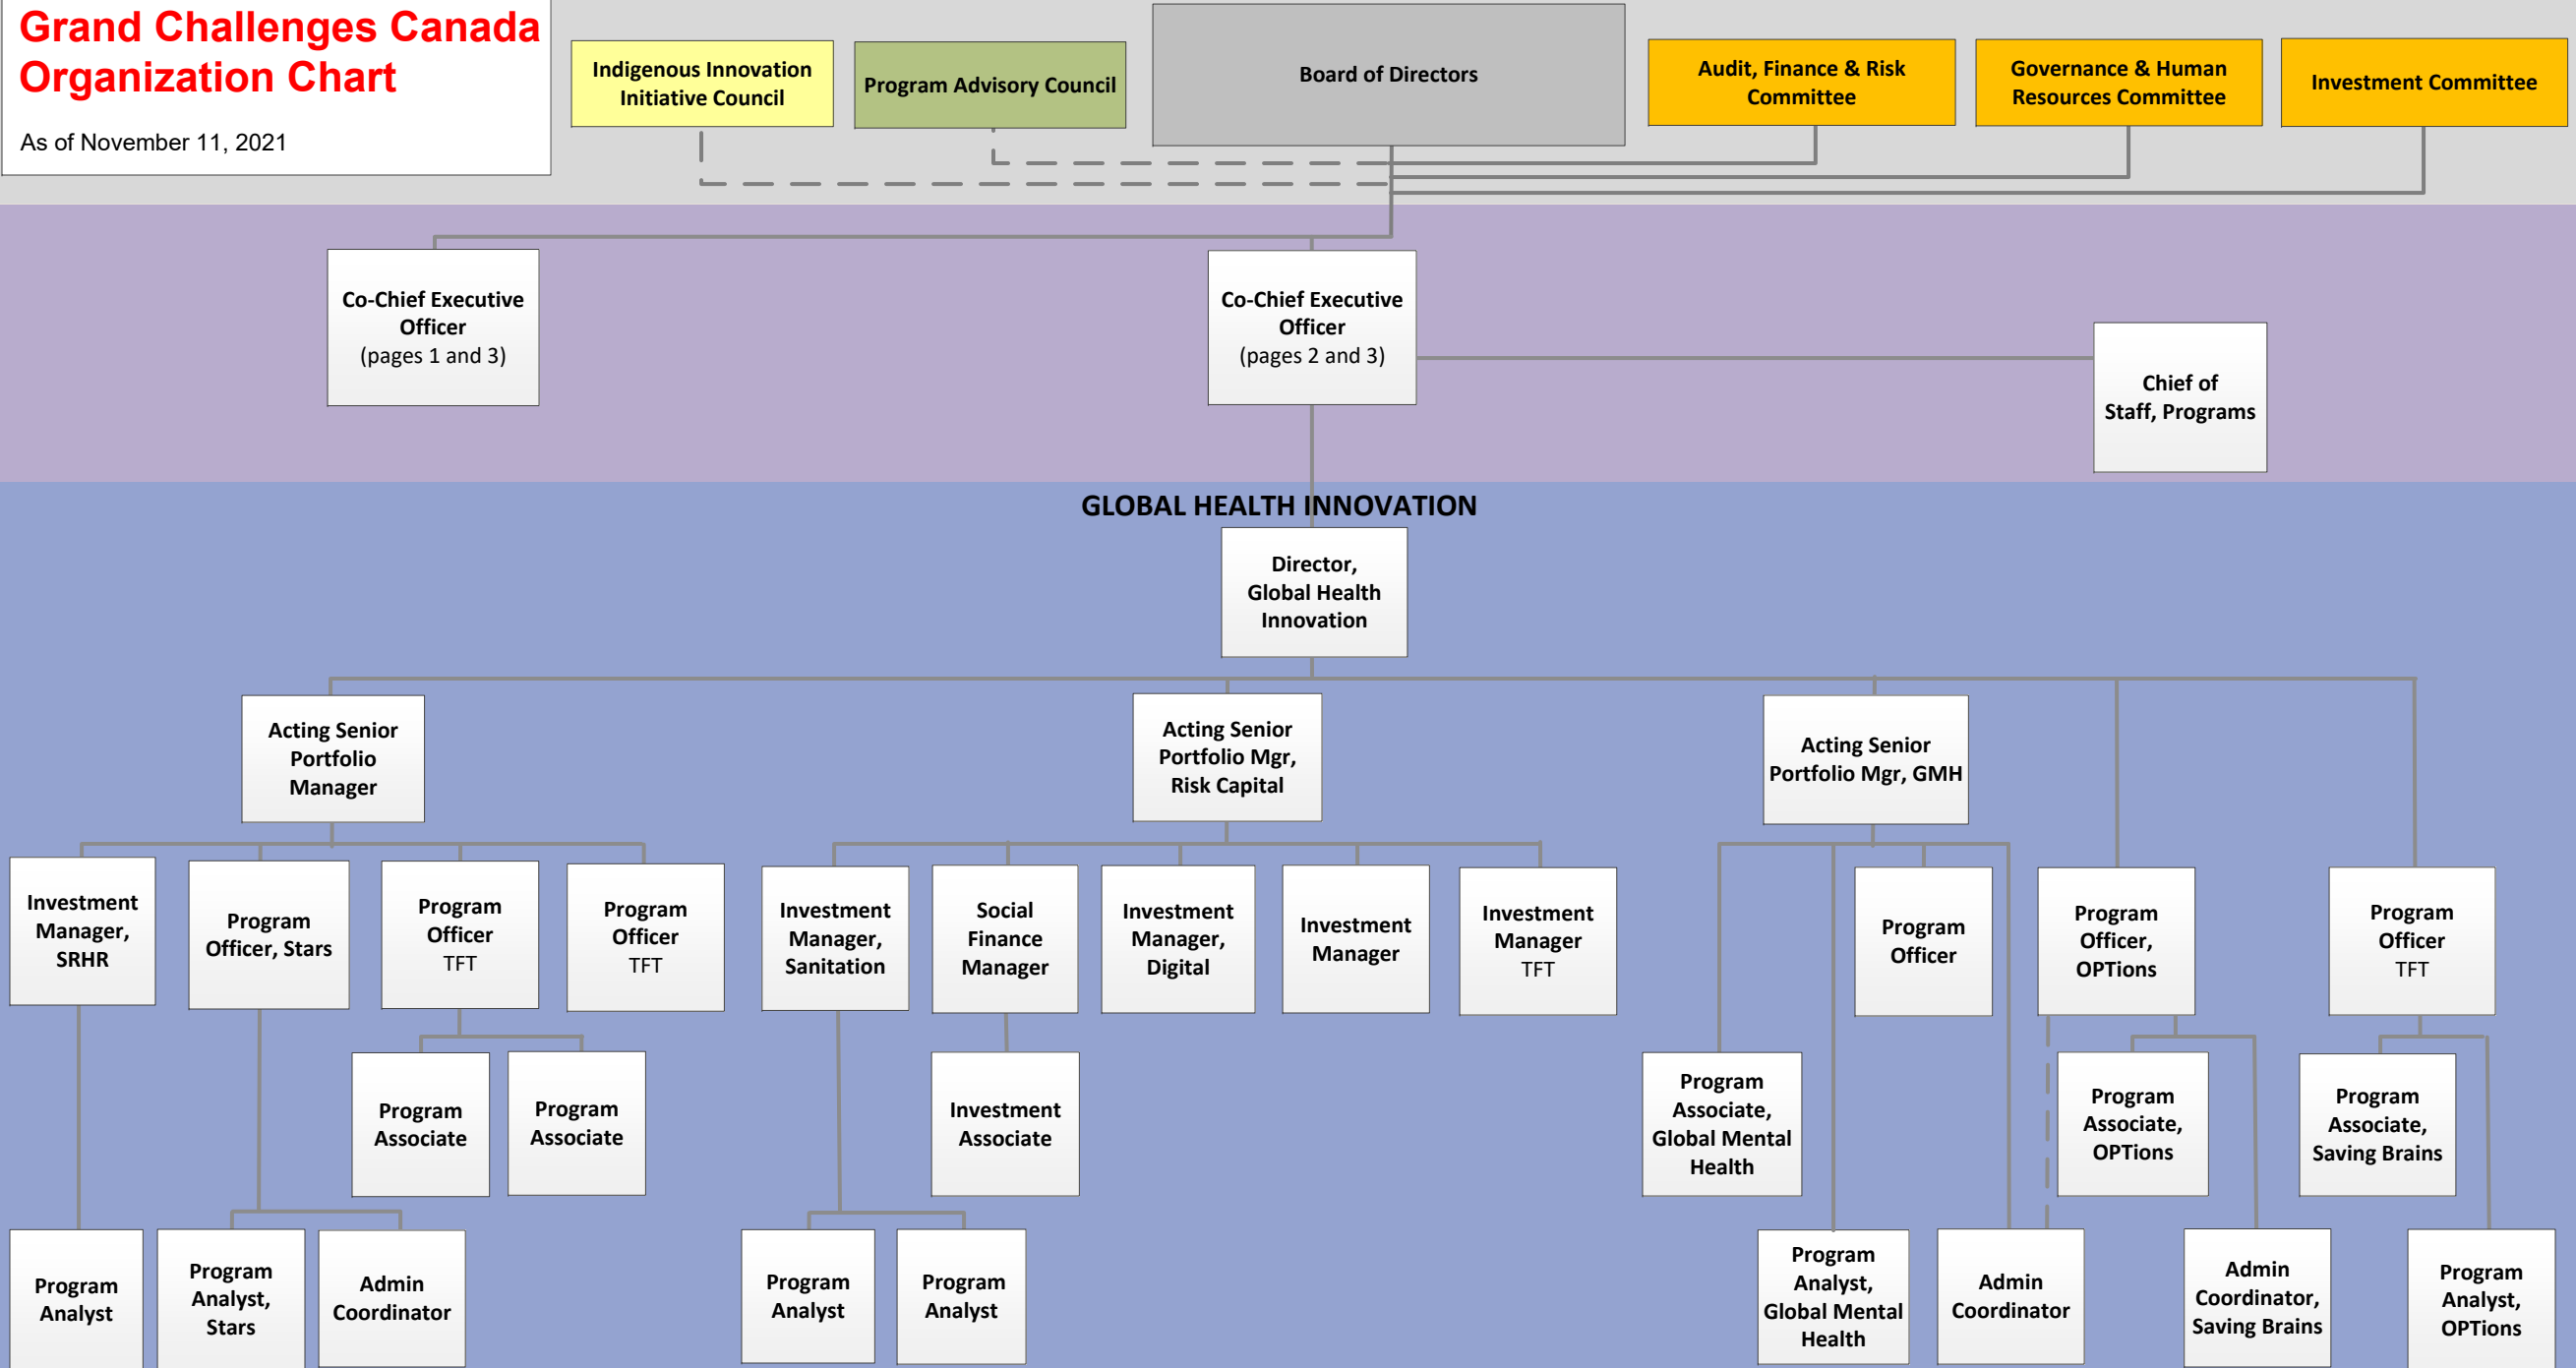 Grand Challenges Canada
Organization Chart
As of November 11, 2021
Indigenous Innovation
Initiative Council
Program Advisory Council
Board of Directors
Audit, Finance & Risk
Committee
Governance & Human
Resources Committee
Investment Committee
Co-Chief Executive
Officer
(pages 1 and 3)
Co-Chief Executive
Officer
(pages 2 and 3)
Chief of
Staff, Programs
GLOBAL HEALTH INNOVATION
Director,
Global Health
Innovation
Acting Senior
Portfolio
Manager
Acting Senior
Portfolio Mgr,
Risk Capital
Acting Senior
Portfolio Mgr, GMH
Investment
Manager,
SRHR
Program
Officer, Stars
Program
Officer
TFT
Program
Officer
TFT
Investment
Manager,
Sanitation
Social
Finance
Manager
Investment
Manager,
Digital
Investment
Manager
Investment
Manager
TFT
Program
Officer
Program
Officer,
OPTions
Program
Officer
TFT
Program
Associate
Program
Associate
Investment
Associate
Program
Associate,
Global Mental
Health
Program
Associate,
OPTions
Program
Associate,
Saving Brains
Program
Analyst
Program
Analyst,
Stars
Admin
Coordinator
Program
Analyst
Program
Analyst
Program
Analyst,
Global Mental
Health
Admin
Coordinator
Admin
Coordinator,
Saving Brains
Program
Analyst,
OPTions